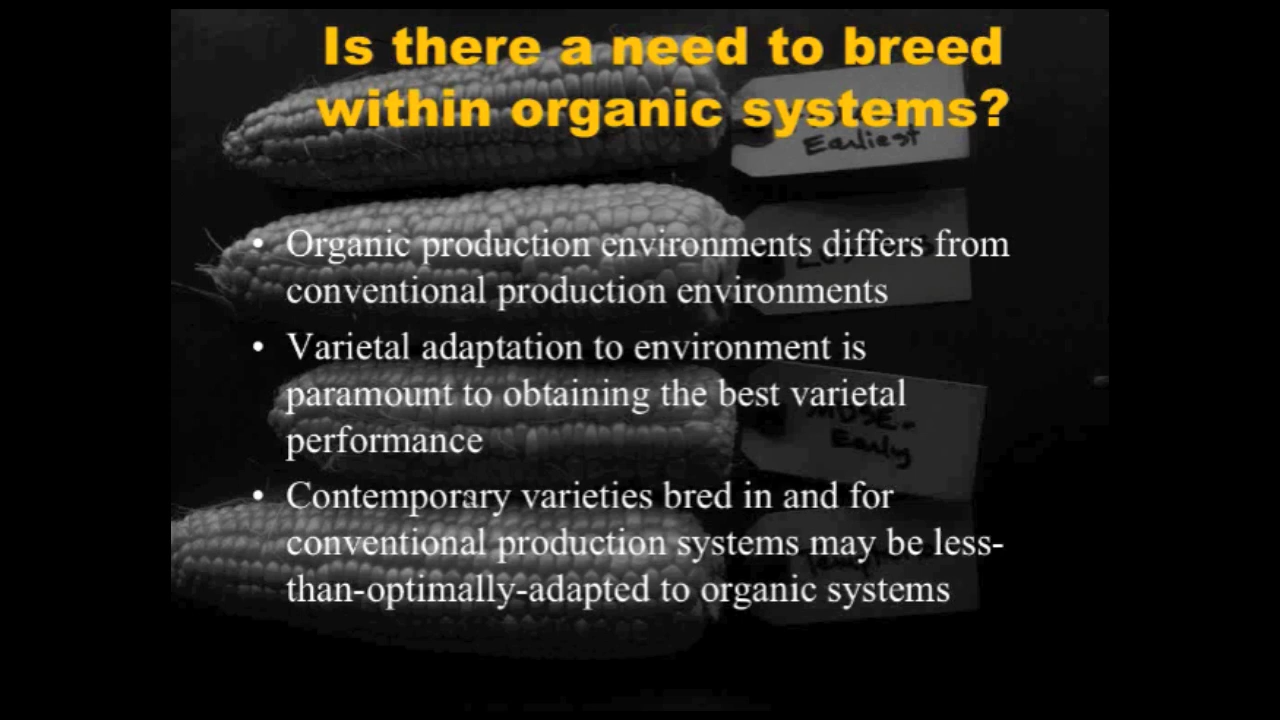 Is there a need to breed
within organic systems?
Earliest
• Organic production environments differs from
conventional production environments
• Varietal adaptation to environment is
paramount to obtaining the best varietal
performance
Early
• Contemporary varieties bred in and for
conventional production systems may be less-
than-optimally-adapted to organic systems